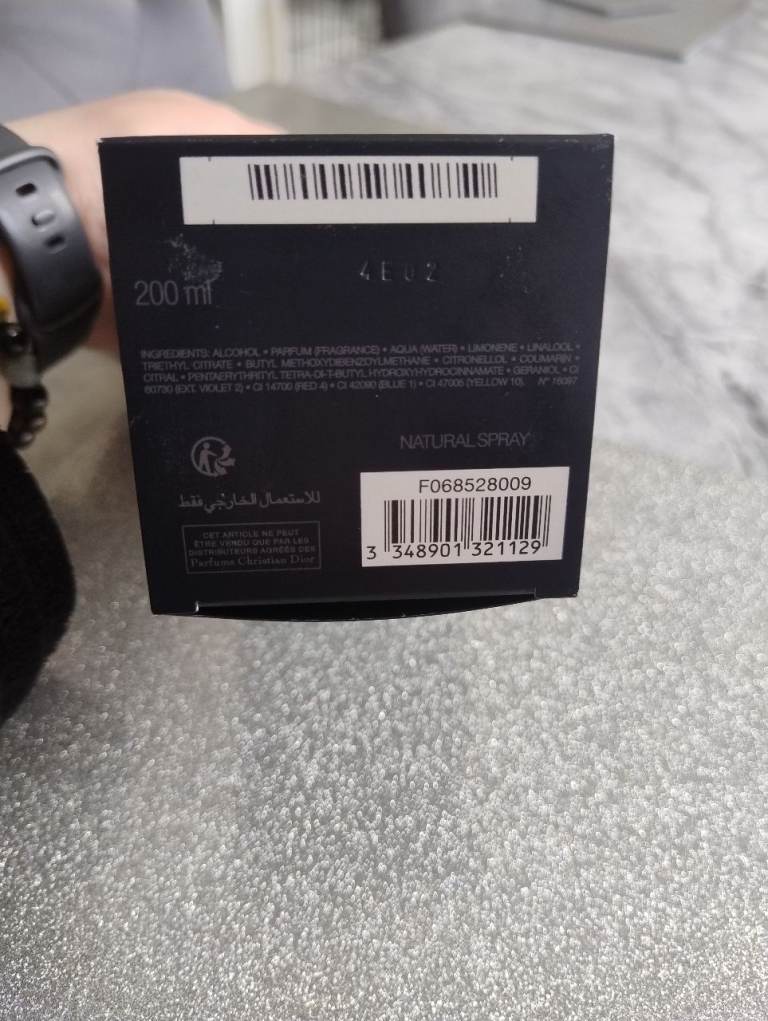 4E02
200 ml
INGREDIENTS: ALCOHOL • PARFUM (FRAGRANCE) • AQUA (WATER) • LIMONENE • LINALOOL •
TRIETHYL CITRATE • BUTYL METHOXYDIBENZOYLMETHANE • CITRONELLOL • COUMARIN •
CITRAL • PENTAERYTHRITYL TETRA-DI-T-BUTYL HYDROXYHYDROCINNAMATE • GERANIOL • CI
60730 (EXT. VIOLET 2) • CI 14700 (RED 4) • CI 42090 (BLUE 1) • CI 47005 (YELLOW 10). N° 16097
NATURAL SPRAY
للاستعمال الخارجي فقط
F068528009
3 348901 321129
CET ARTICLE NE PEUT
ÊTRE VENDU QUE PAR LES
DISTRIBUTEURS AGRÉÉS DES
Parfums Christian Dior